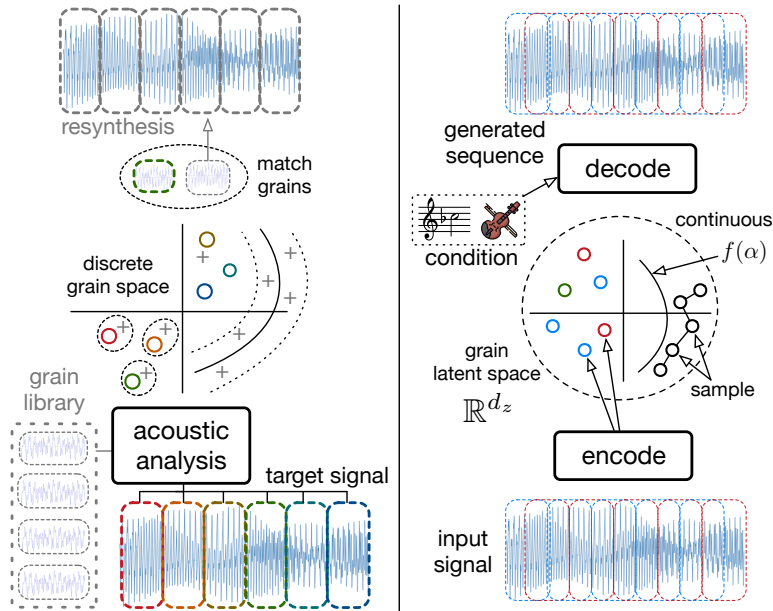 resynthesis
match
grains
discrete
grain space
grain
library
acoustic
analysis
target signal
generated
sequence
decode
condition
continuous
f(α)
grain
latent space
ℝ^{d_z}
sample
encode
input
signal